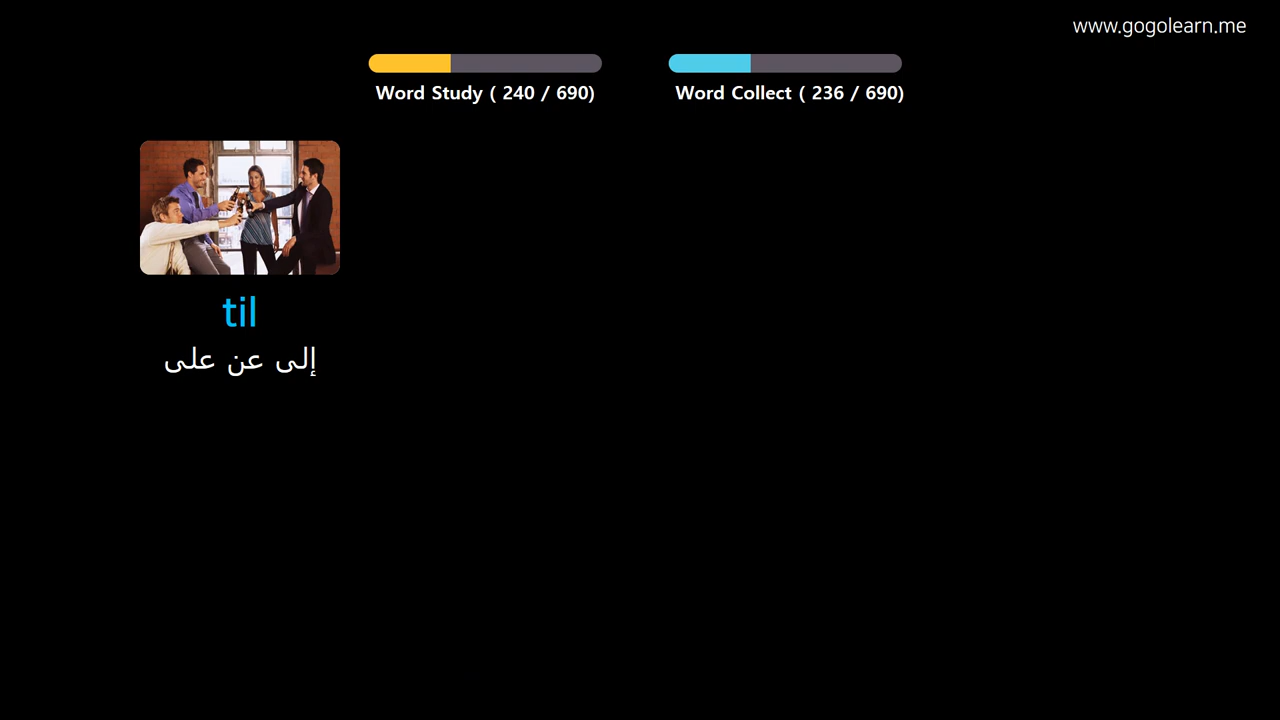 www.gogolearn.me
Word Study ( 240 / 690)
Word Collect ( 236 / 690)
til
إلى عن على